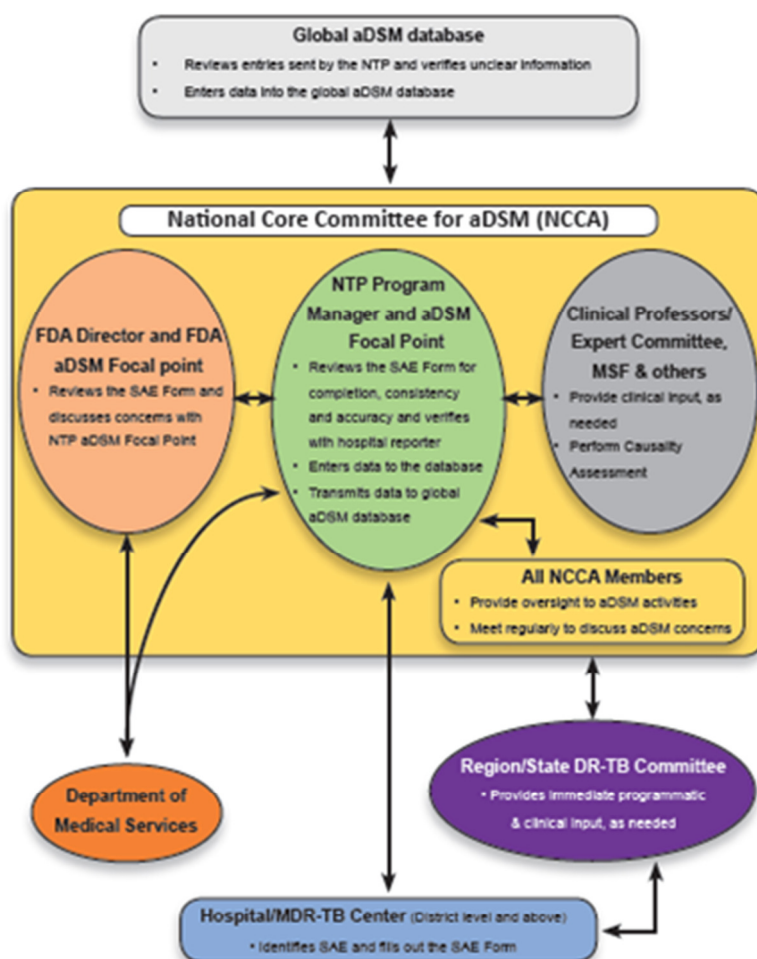 Global aDSM database
• Reviews entries sent by the NTP and verifies unclear information
• Enters data into the global aDSM database
National Core Committee for aDSM (NCCA)
FDA Director and FDA
aDSM Focal point
• Reviews the SAE Form and
discusses concerns with
NTP aDSM Focal Point
NTP Program
Manager and aDSM
Focal Point
• Reviews the SAE Form for
completion, consistency
and accuracy and verifies
with hospital reporter
• Enters data to the database
• Transmits data to global
aDSM database
Clinical Professors/
Expert Committee,
MSF & others
• Provide clinical input, as
needed
• Perform Causality
Assessment
All NCCA Members
• Provide oversight to aDSM activities
• Meet regularly to discuss aDSM concerns
Department of
Medical Services
Region/State DR-TB Committee
• Provides immediate programmatic
& clinical input, as needed
Hospital/MDR-TB Center (District level and above)
• Identifies SAE and fills out the SAE Form